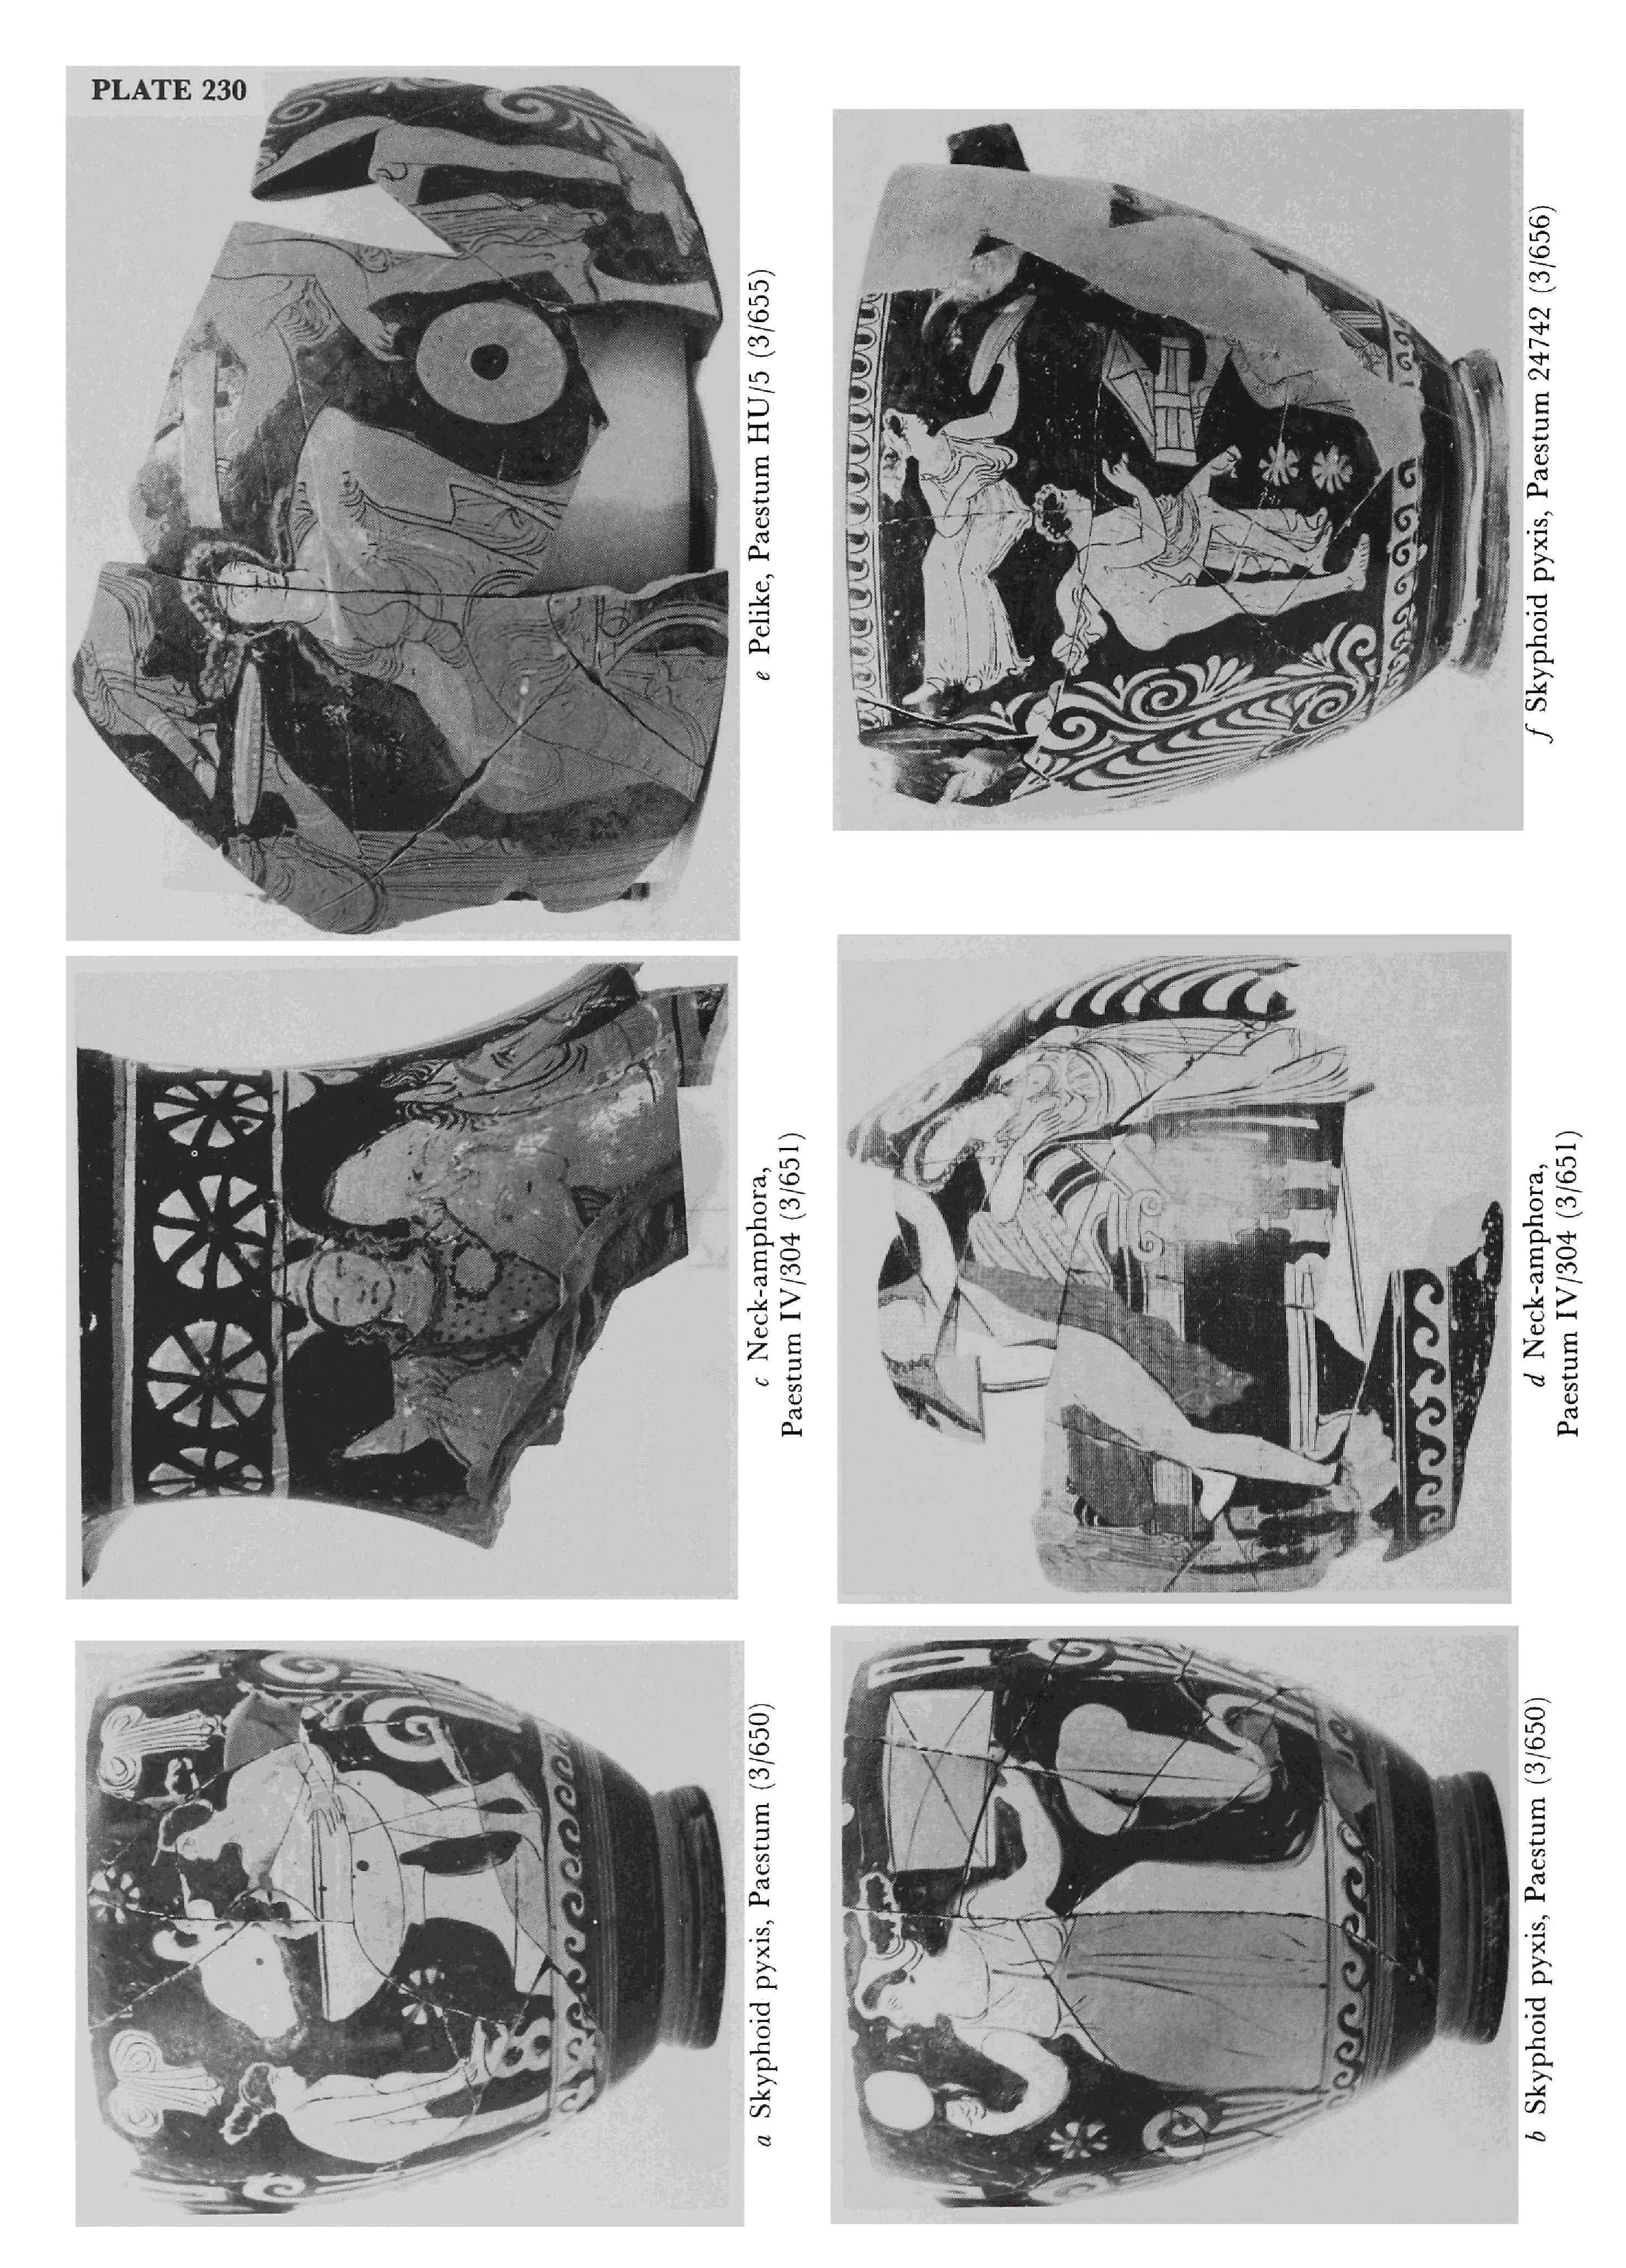 PLATE 230
a Skyphoid pyxis, Paestum (3/650)
c Neck-amphora,
Paestum IV/304 (3/651)
e Pelike, Paestum HU/5 (3/655)
b Skyphoid pyxis, Paestum (3/650)
d Neck-amphora,
Paestum IV/304 (3/651)
f Skyphoid pyxis, Paestum 24742 (3/656)